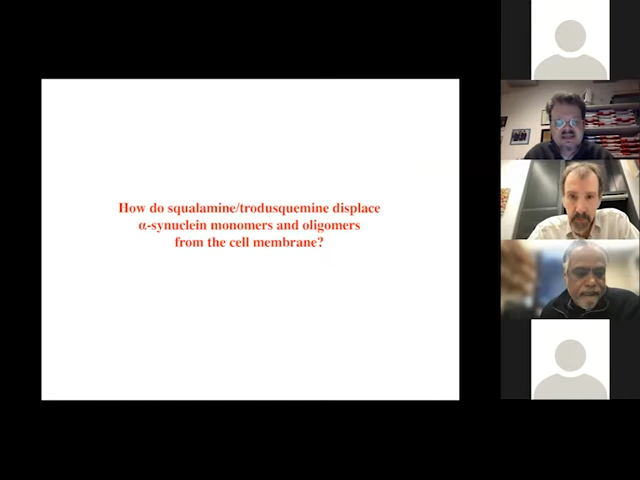 How do squalamine/trodusquemine displace
α-synuclein monomers and oligomers
from the cell membrane?